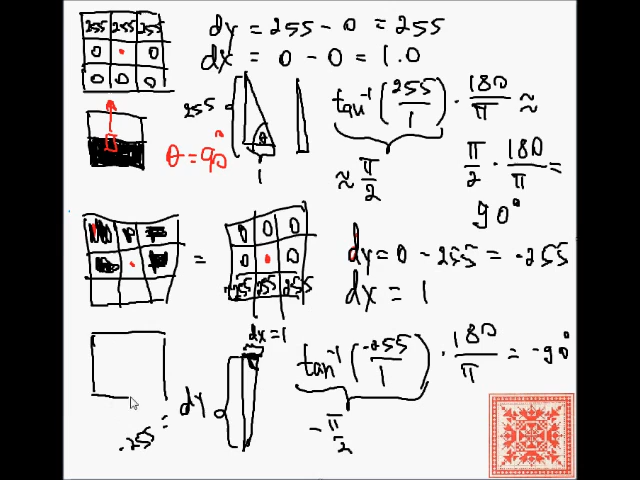 255 255 255
0 0
0 0 0
dy = 255 - 0 = 255
dx = 0 - 0 = 1.0
255
θ
1
θ = 90°
tan⁻¹ (255/1) · 180/π ≈
≈ π/2
π/2 · 180/π =
90°
=
0 0 0
0 0
255 255 255
dy = 0 - 255 = -255
dx = 1
dx = 1
-255 = dy
tan⁻¹ (-255/1) · 180/π = -90°
- π/2